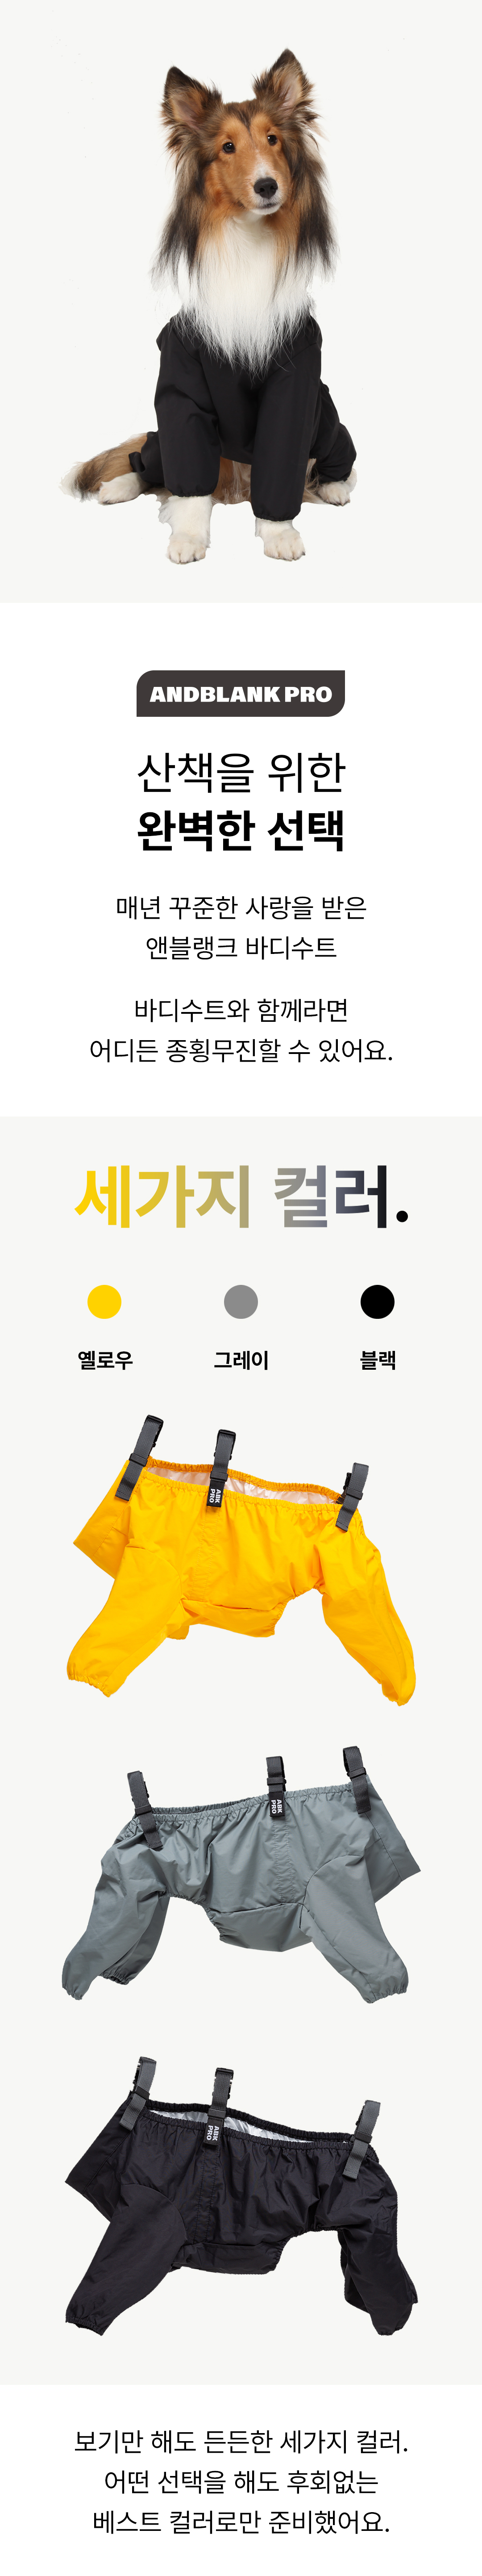 ANDBLANK PRO
산책을 위한
완벽한 선택
매년 꾸준한 사랑을 받은
앤블랭크 바디수트
바디수트와 함께라면
어디든 종횡무진할 수 있어요.
세가지 컬러.
옐로우
그레이
블랙
ABK
PRO
ABK
PRO
ABK
PRO
보기만 해도 든든한 세가지 컬러.
어떤 선택을 해도 후회없는
베스트 컬러로만 준비했어요.